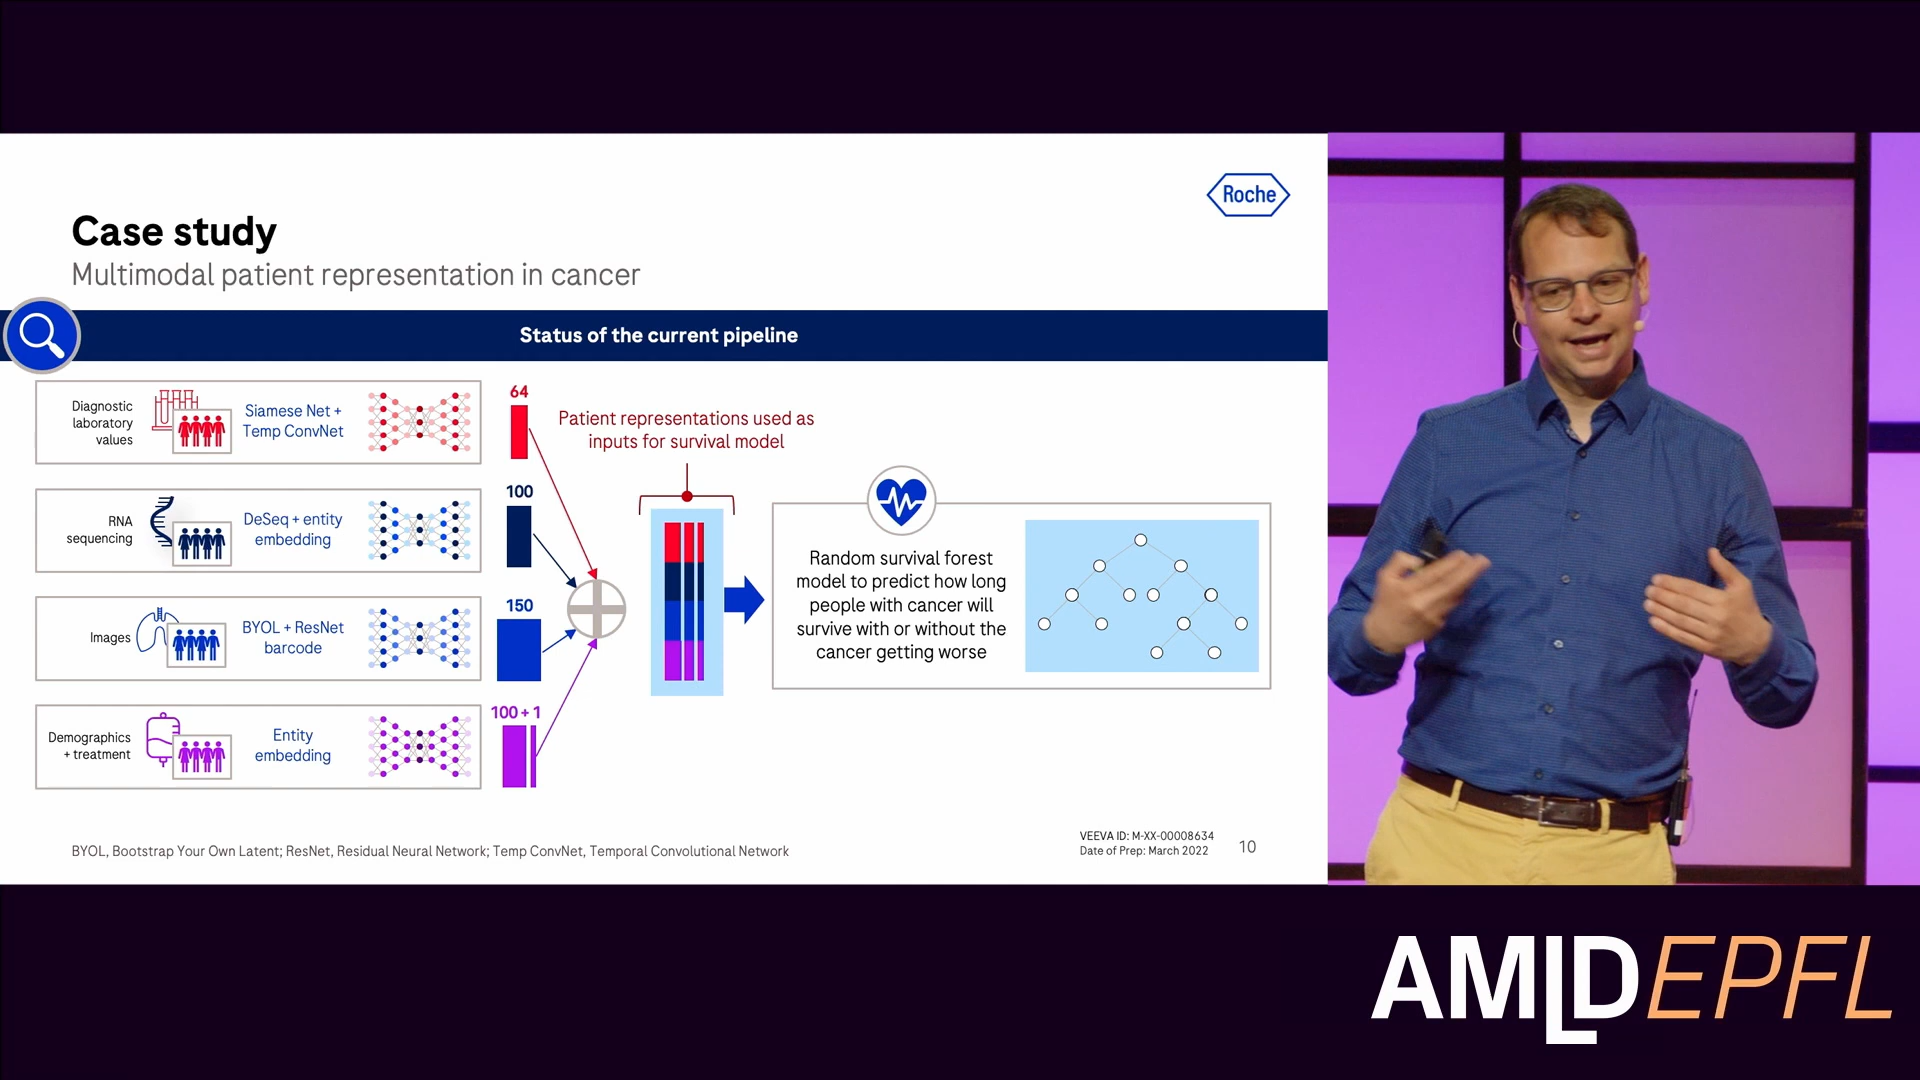 Roche
Case study
Multimodal patient representation in cancer
Status of the current pipeline
Diagnostic
laboratory
values
Siamese Net +
Temp ConvNet
64
RNA
sequencing
DeSeq + entity
embedding
100
Images
BYOL + ResNet
barcode
150
Demographics
+ treatment
Entity
embedding
100 + 1
Patient representations used as
inputs for survival model
Random survival forest
model to predict how long
people with cancer will
survive with or without the
cancer getting worse
BYOL, Bootstrap Your Own Latent; ResNet, Residual Neural Network; Temp ConvNet, Temporal Convolutional Network
VEEVA ID: M-XX-00008634
Date of Prep: March 2022
10
AMLD EPFL